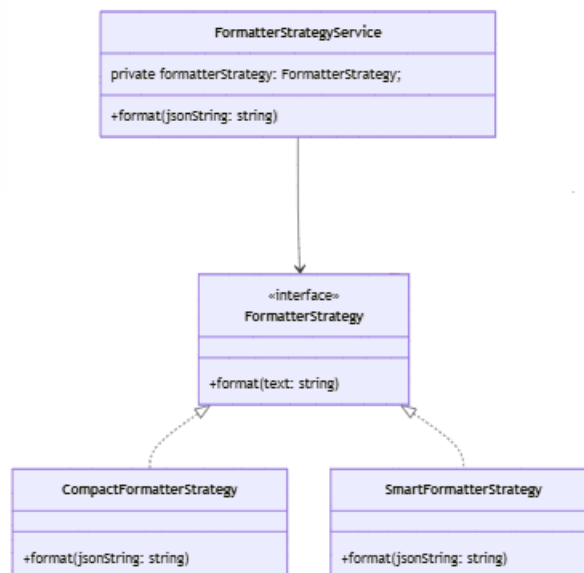 FormatterStrategyService
private formatterStrategy: FormatterStrategy;
+format(jsonString: string)
«interface»
FormatterStrategy
+format(text: string)
CompactFormatterStrategy
+format(jsonString: string)
SmartFormatterStrategy
+format(jsonString: string)